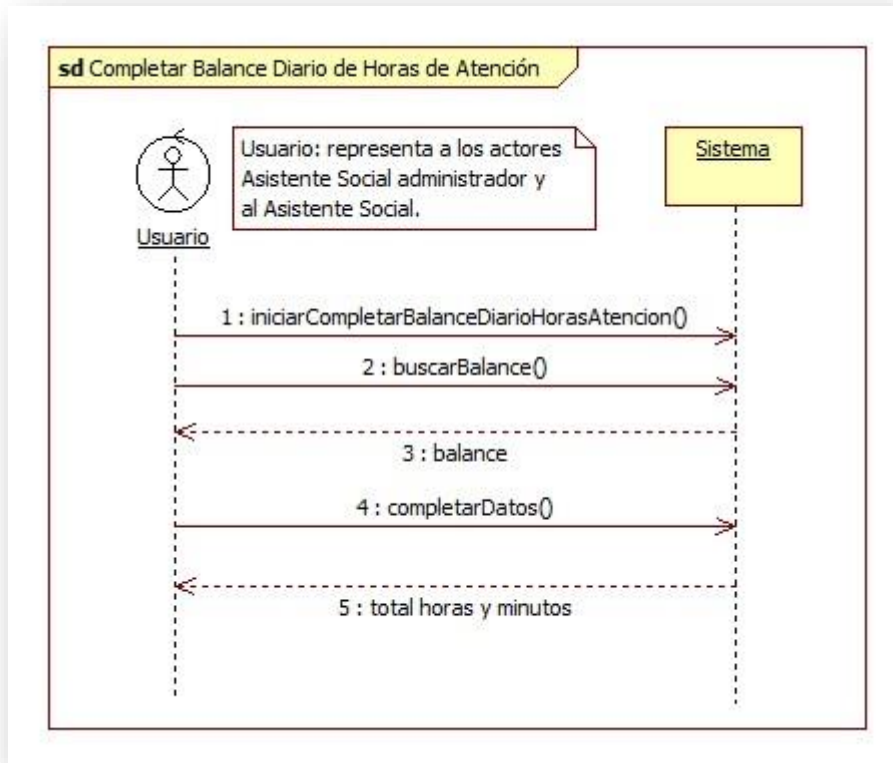 sd Completar Balance Diario de Horas de Atención
Usuario: representa a los actores
Asistente Social administrador y
al Asistente Social.
Sistema
Usuario
1 : iniciarCompletarBalanceDiarioHorasAtencion()
2 : buscarBalance()
3 : balance
4 : completarDatos()
5 : total horas y minutos